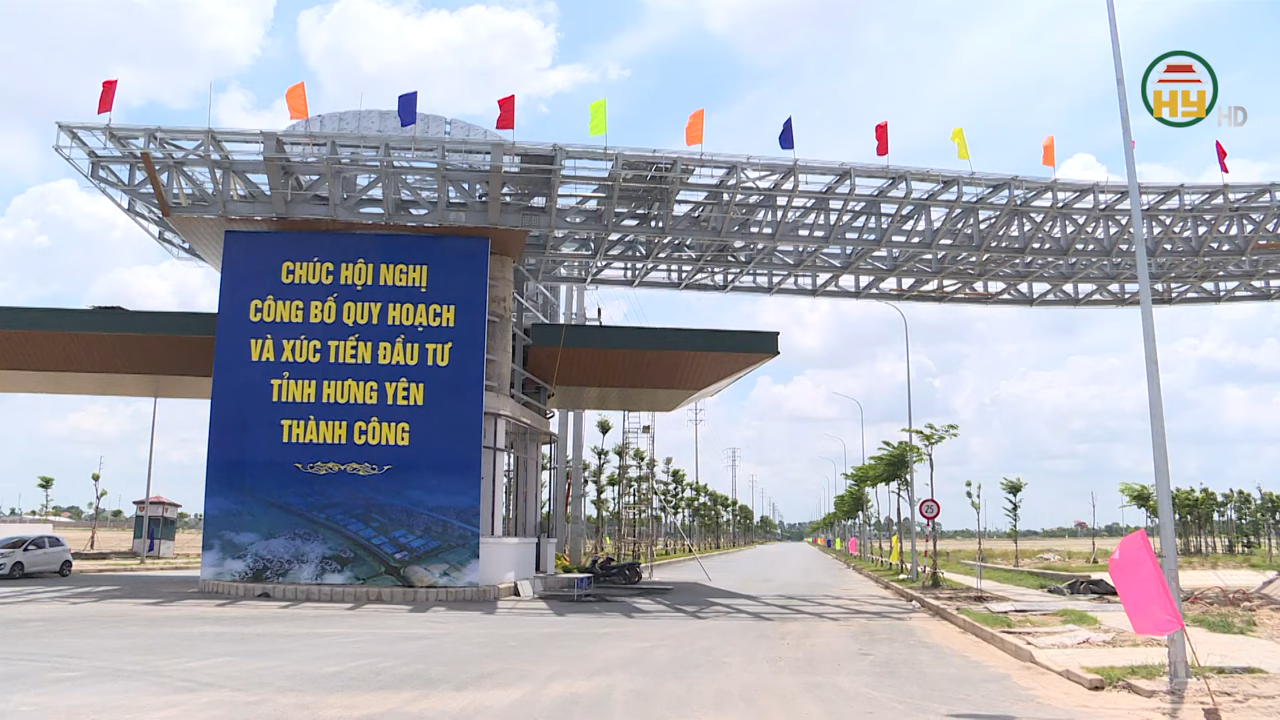 HY HD
CHÚC HỘI NGHỊ
CÔNG BỐ QUY HOẠCH
VÀ XÚC TIẾN ĐẦU TƯ
TỈNH HƯNG YÊN
THÀNH CÔNG
25